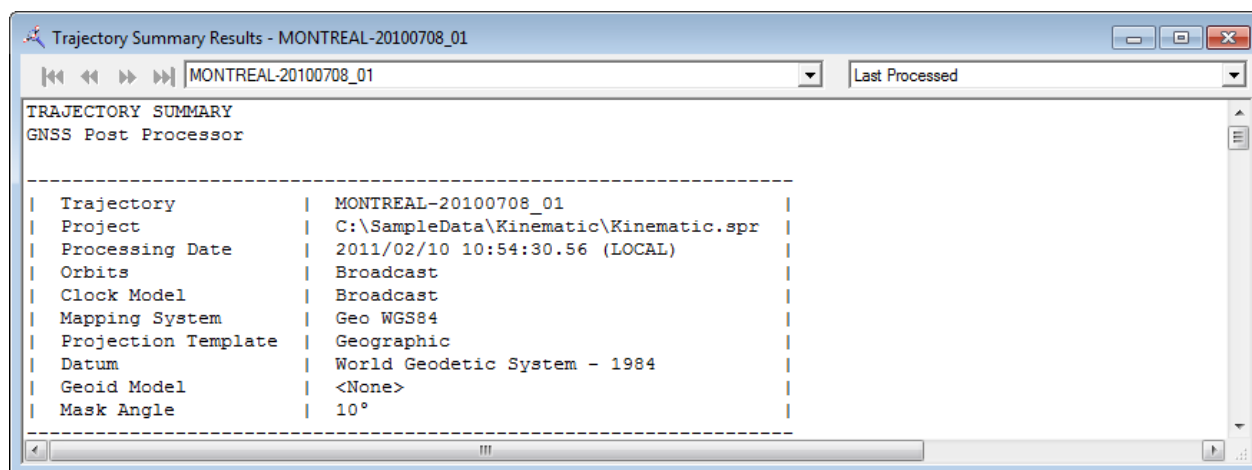 Trajectory Summary Results - MONTREAL-20100708_01
MONTREAL-20100708_01 Last Processed
TRAJECTORY SUMMARY
GNSS Post Processor
--------------------------------------------------------------------
| Trajectory | MONTREAL-20100708_01 |
| Project | C:\SampleData\Kinematic\Kinematic.spr |
| Processing Date | 2011/02/10 10:54:30.56 (LOCAL) |
| Orbits | Broadcast |
| Clock Model | Broadcast |
| Mapping System | Geo WGS84 |
| Projection Template | Geographic |
| Datum | World Geodetic System - 1984 |
| Geoid Model | <None> |
| Mask Angle | 10° |
--------------------------------------------------------------------